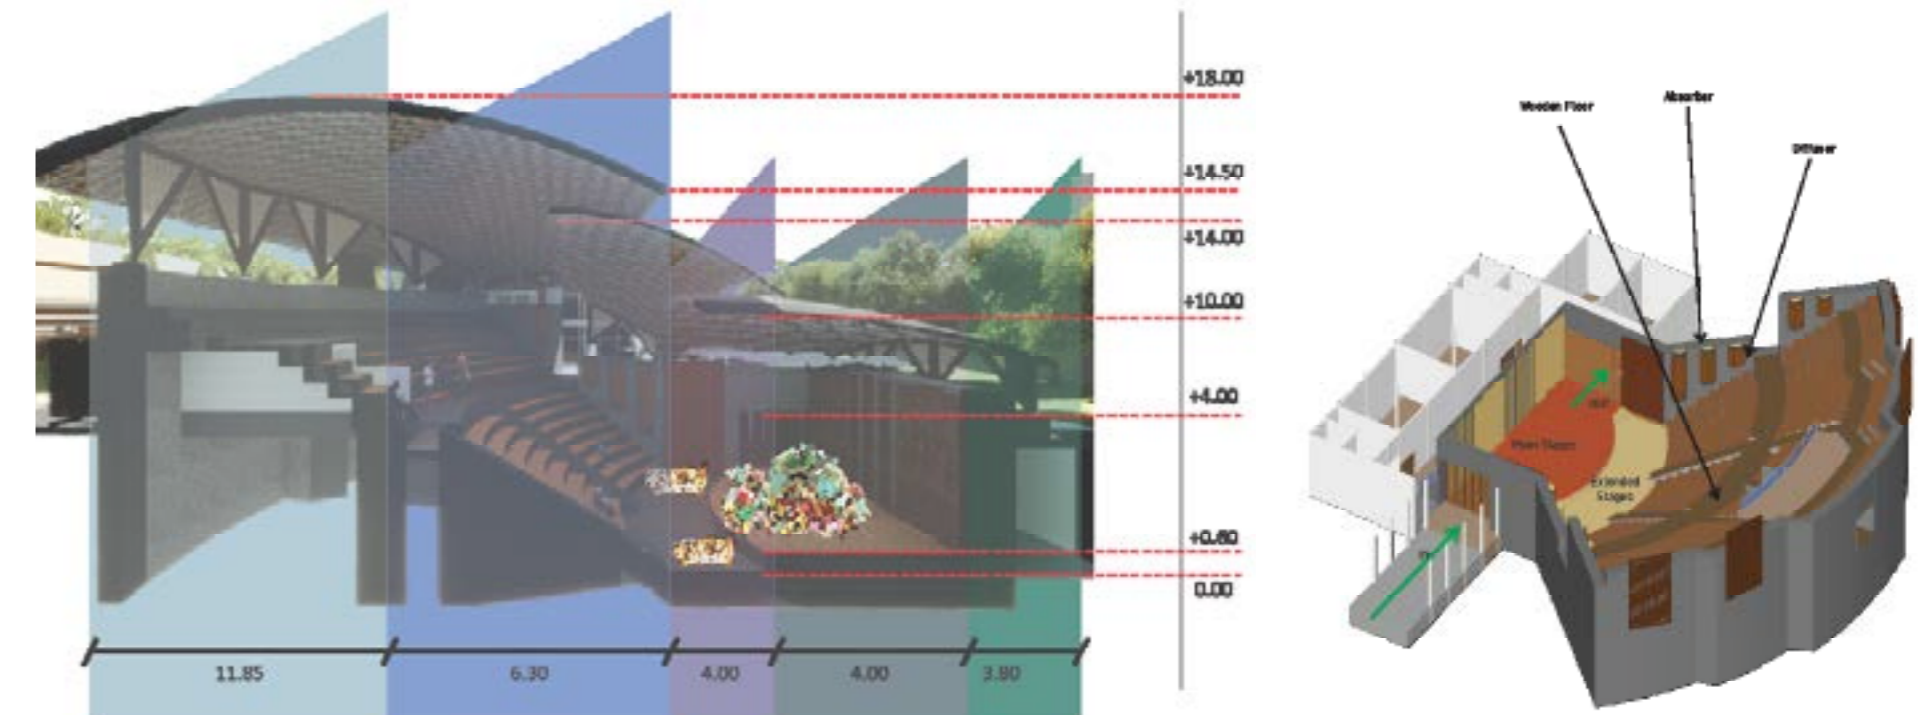 +18.00
+14.50
+14.00
+10.00
+4.00
+0.80
0.00
11.85
6.30
4.00
4.00
3.80
Wooden Floor
Absorber
Diffuser
Main Stages
Extended
Stages